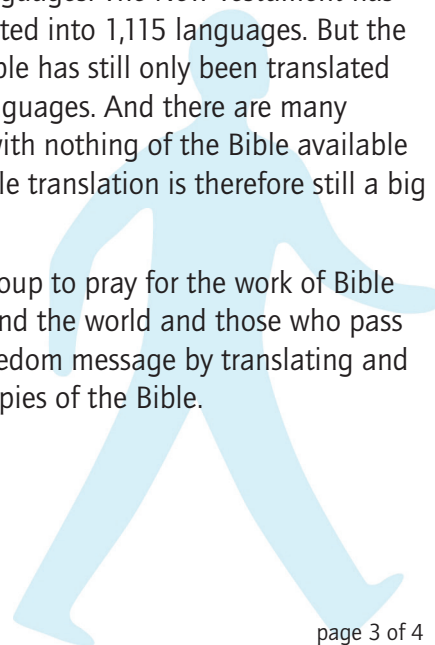 The New Testament has
ted into 1,115 languages. But the
ble has still only been translated
guages. And there are many
with nothing of the Bible available
le translation is therefore still a big
oup to pray for the work of Bible
nd the world and those who pass
edom message by translating and
pies of the Bible.
page 3 of 4